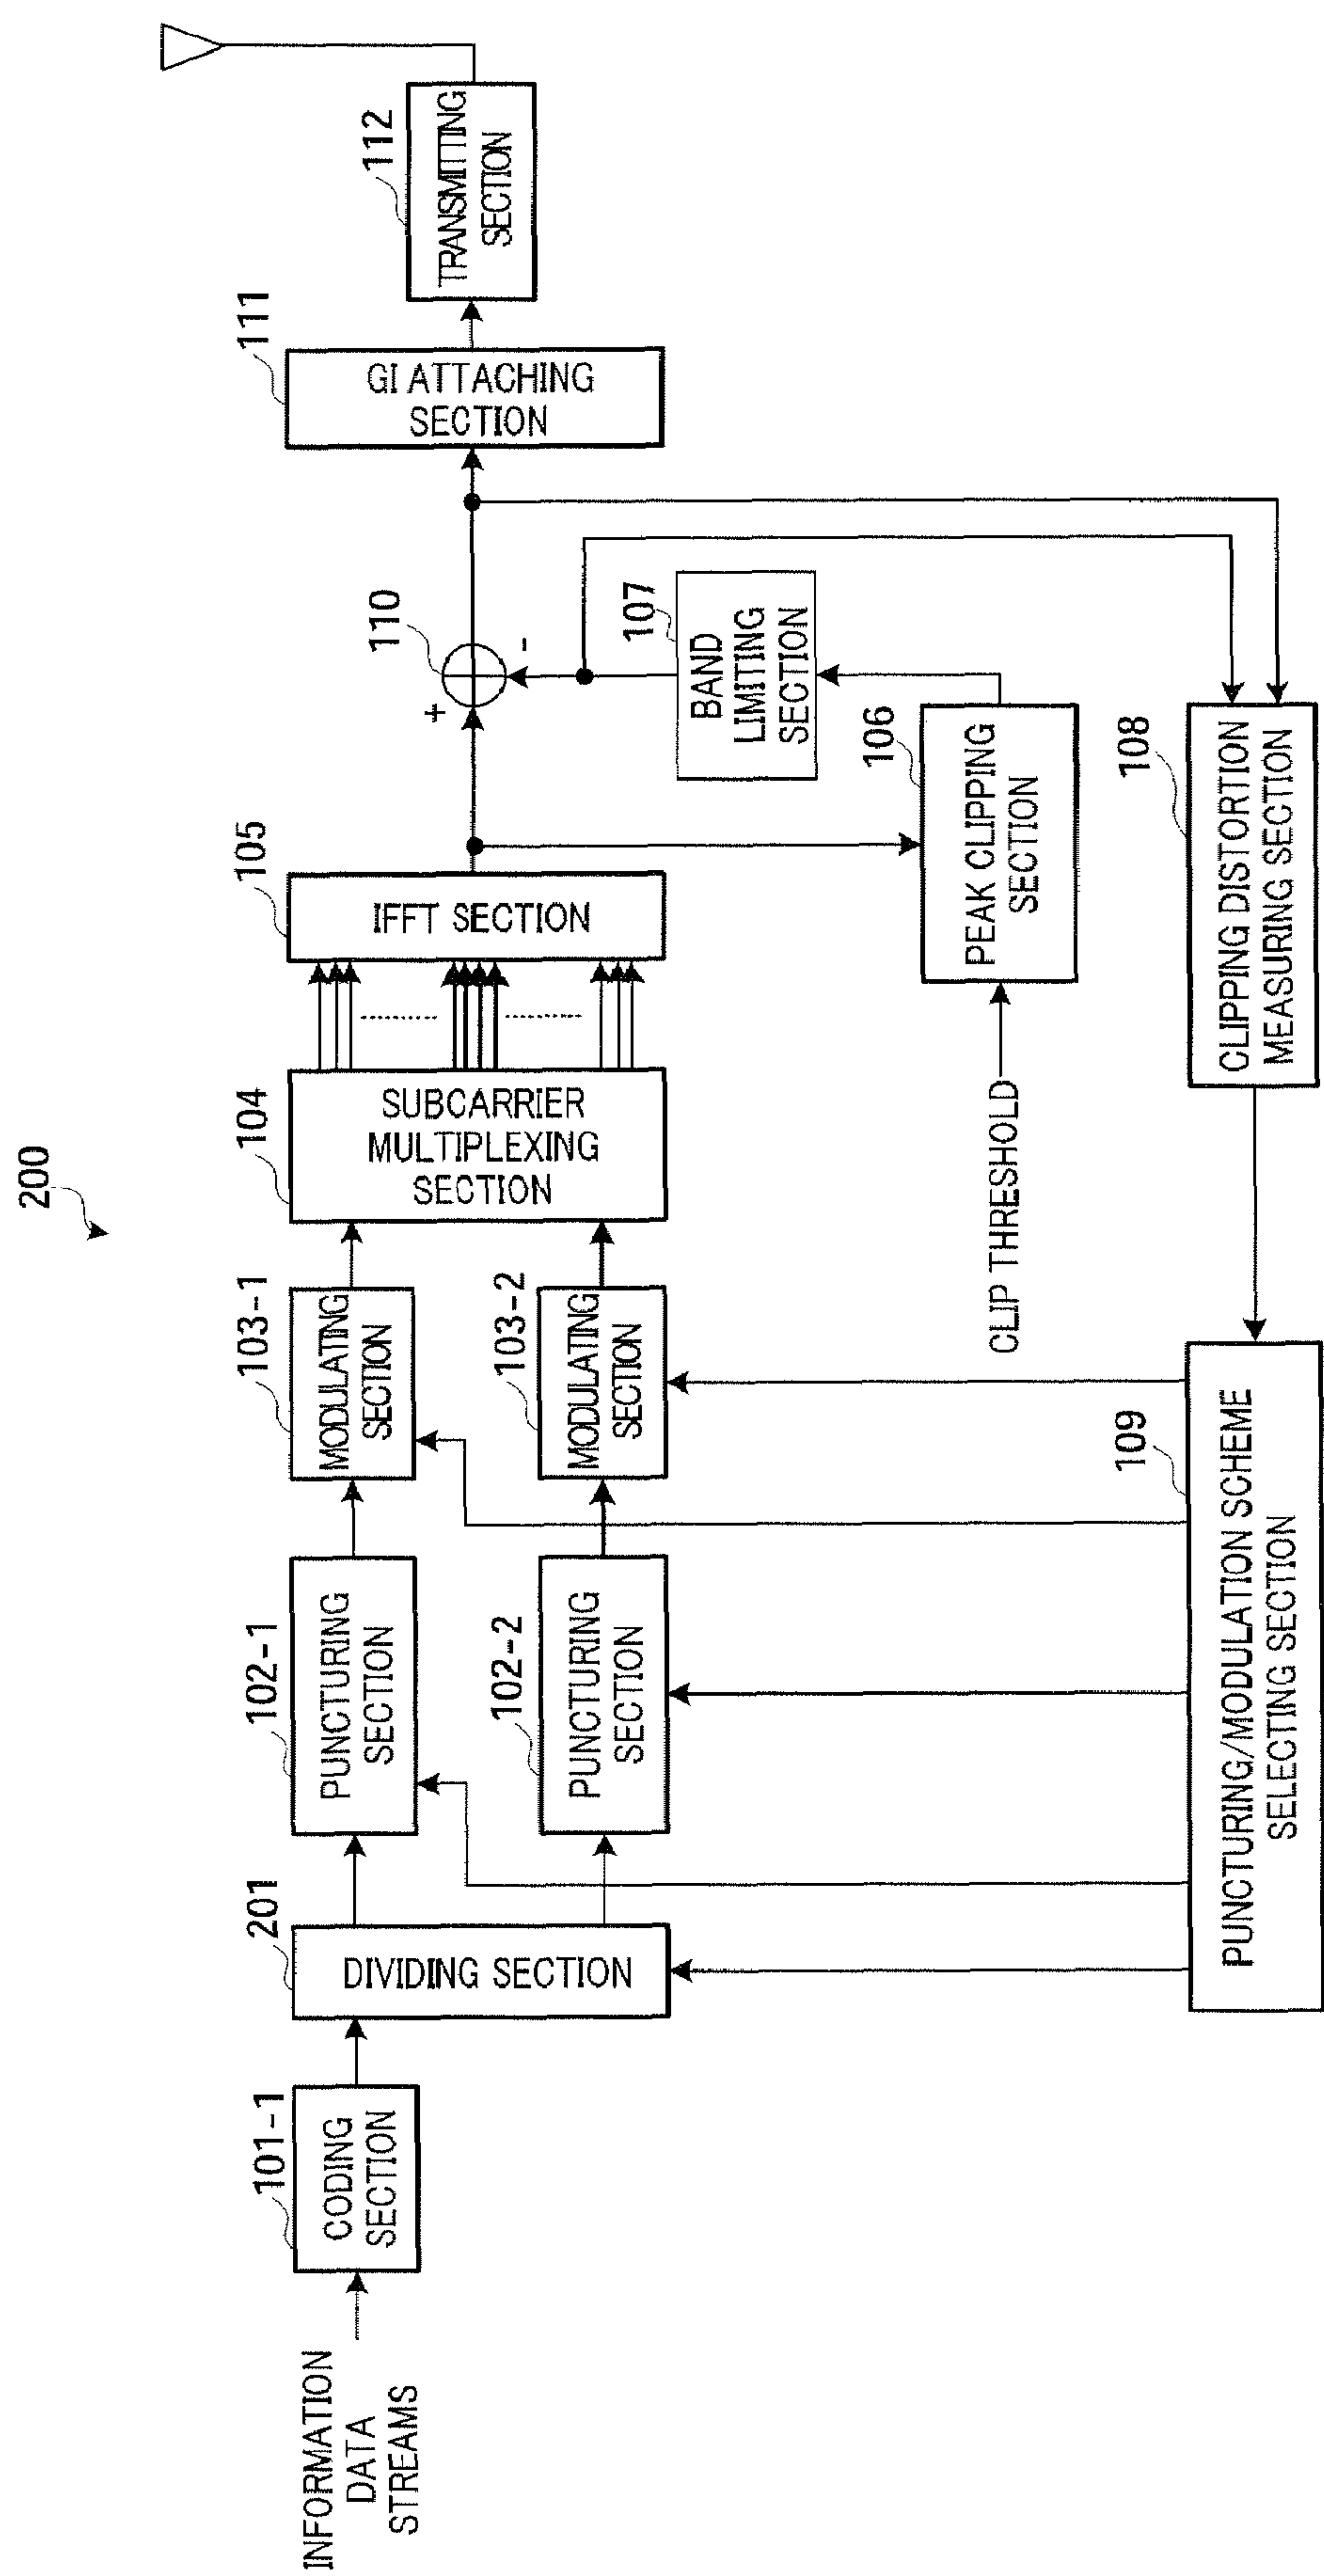 200
INFORMATION
DATA
STREAMS
101-1
CODING
SECTION
201
DIVIDING SECTION
102-1
PUNCTURING
SECTION
102-2
PUNCTURING
SECTION
103-1
MODULATING
SECTION
103-2
MODULATING
SECTION
104
SUBCARRIER
MULTIPLEXING
SECTION
105
IFFT SECTION
110
+
-
111
GI ATTACHING
SECTION
112
TRANSMITTING
SECTION
107
BAND
LIMITING
SECTION
106
PEAK CLIPPING
SECTION
CLIP THRESHOLD
108
CLIPPING DISTORTION
MEASURING SECTION
109
PUNCTURING/MODULATION SCHEME
SELECTING SECTION